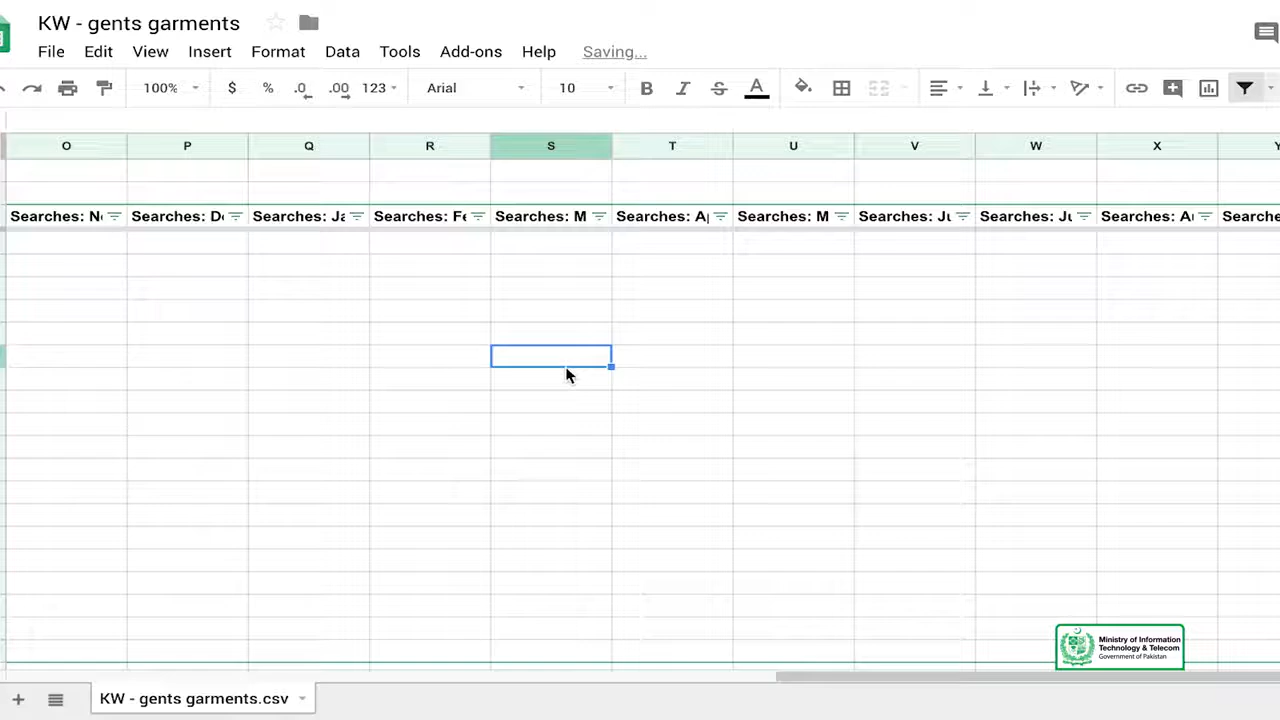 KW - gents garments
File Edit View Insert Format Data Tools Add-ons Help Saving...
100% $ % .0 .00 123 Arial 10 B I S A
O P Q R S T U V W X Y
Searches: N Searches: D Searches: Ja Searches: Fe Searches: M Searches: A Searches: M Searches: Ju Searches: Ju Searches: A Searche
Ministry of Information
Technology & Telecom
Government of Pakistan
+ KW - gents garments.csv